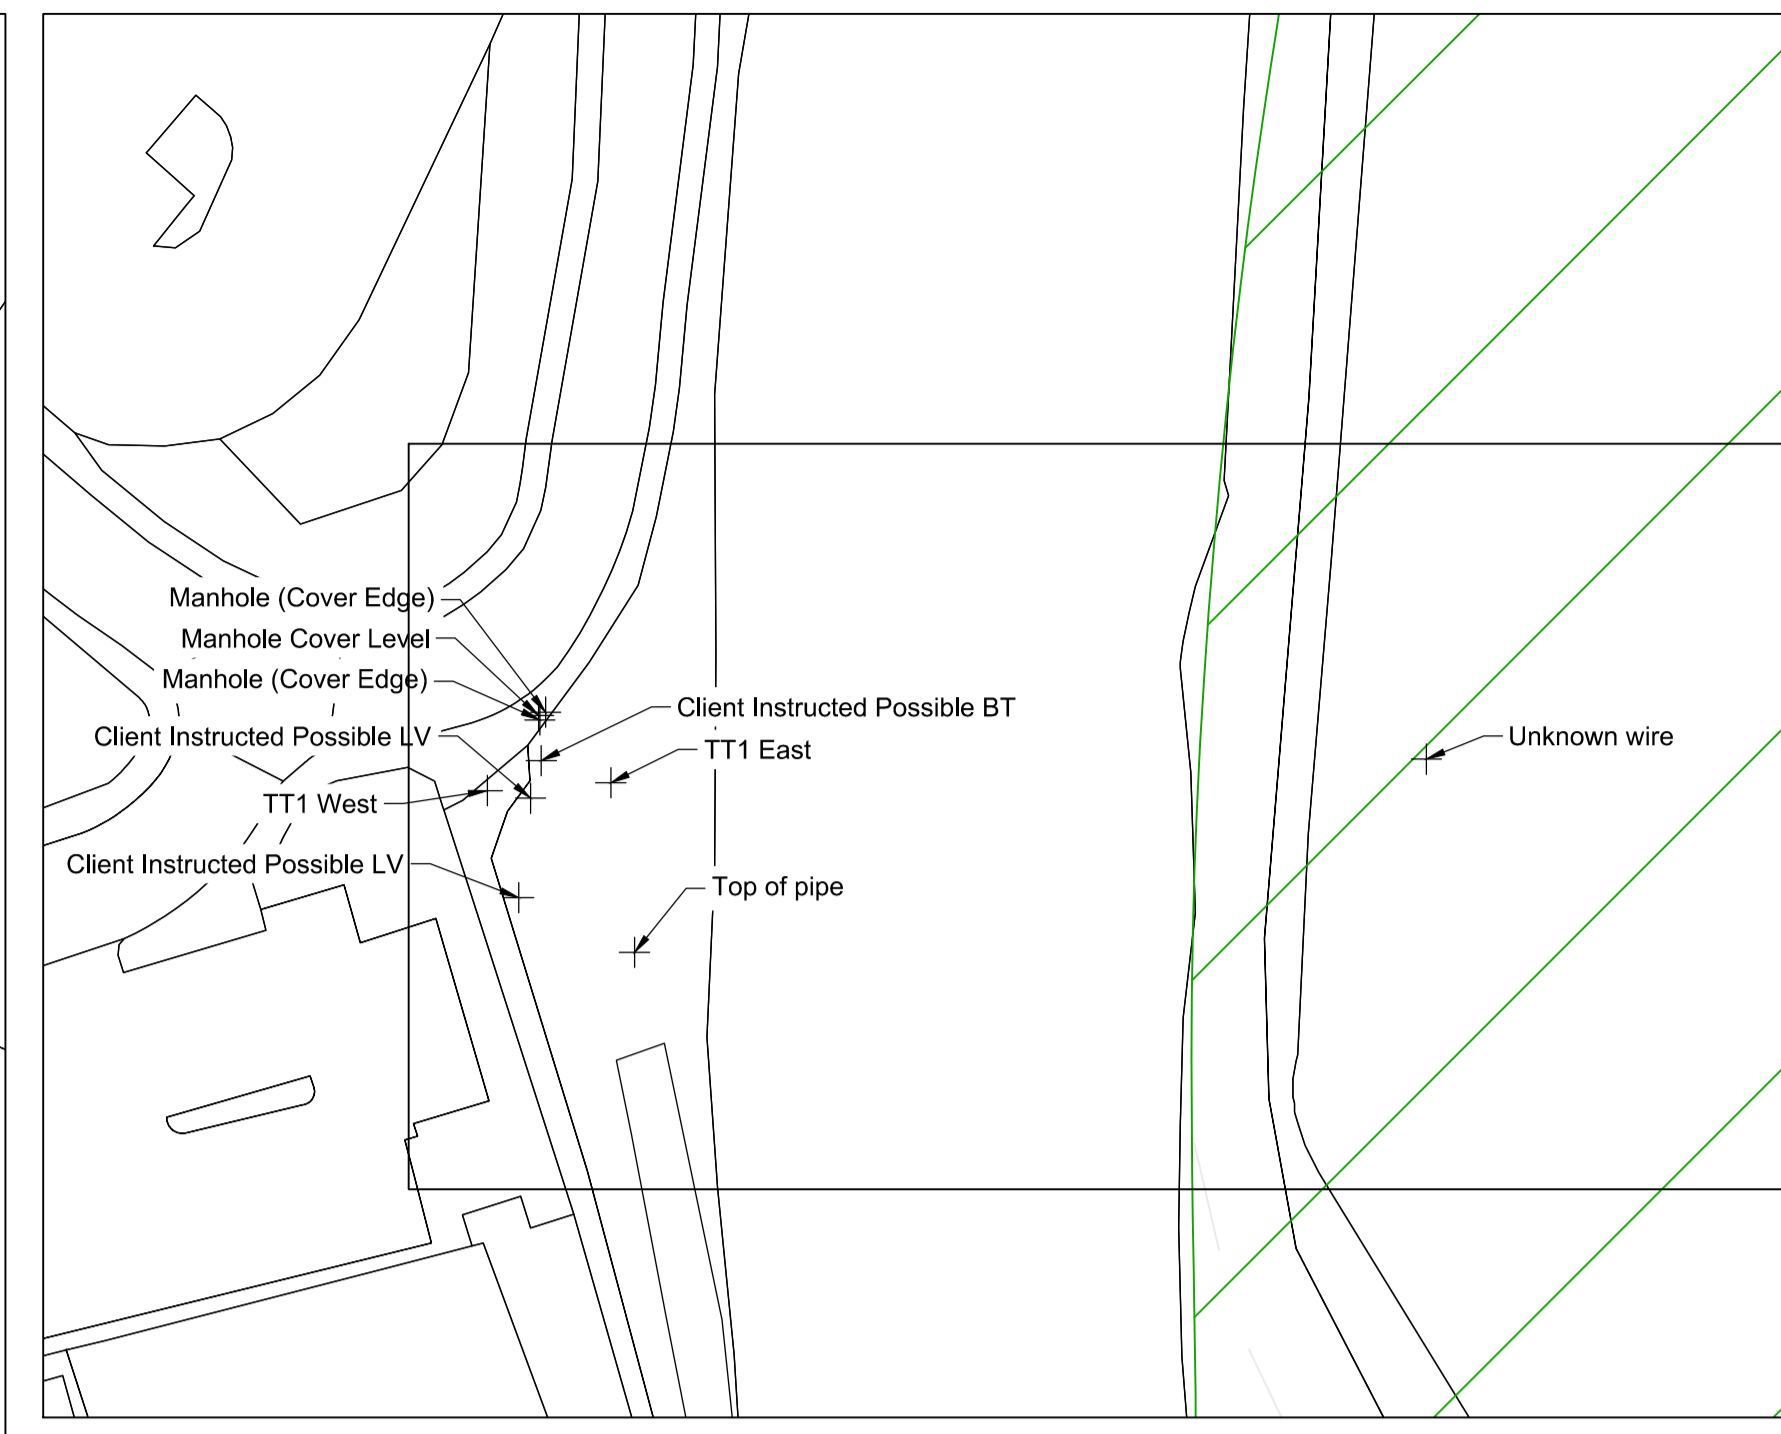 Manhole (Cover Edge)
Manhole Cover Level
Manhole (Cover Edge)
Client Instructed Possible BT
Client Instructed Possible LV
Unknown wire
TT1 East
TT1 West
Client Instructed Possible LV
Top of pipe